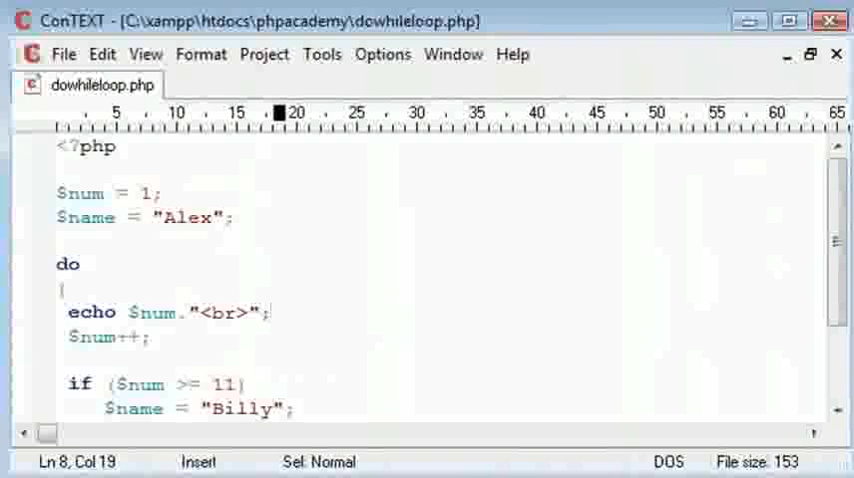 ConTEXT - [C:\xampp\htdocs\phpacademy\dowhileloop.php]
File Edit View Format Project Tools Options Window Help
dowhileloop.php
5 10 15 20 25 30 35 40 45 50 55 60 65
<?php
$num = 1;
$name = "Alex";
do
{
echo $num."<br>";
$num++;
if ($num >= 11)
$name = "Billy";
Ln 8, Col 19 Insert Sel: Normal DOS File size: 153